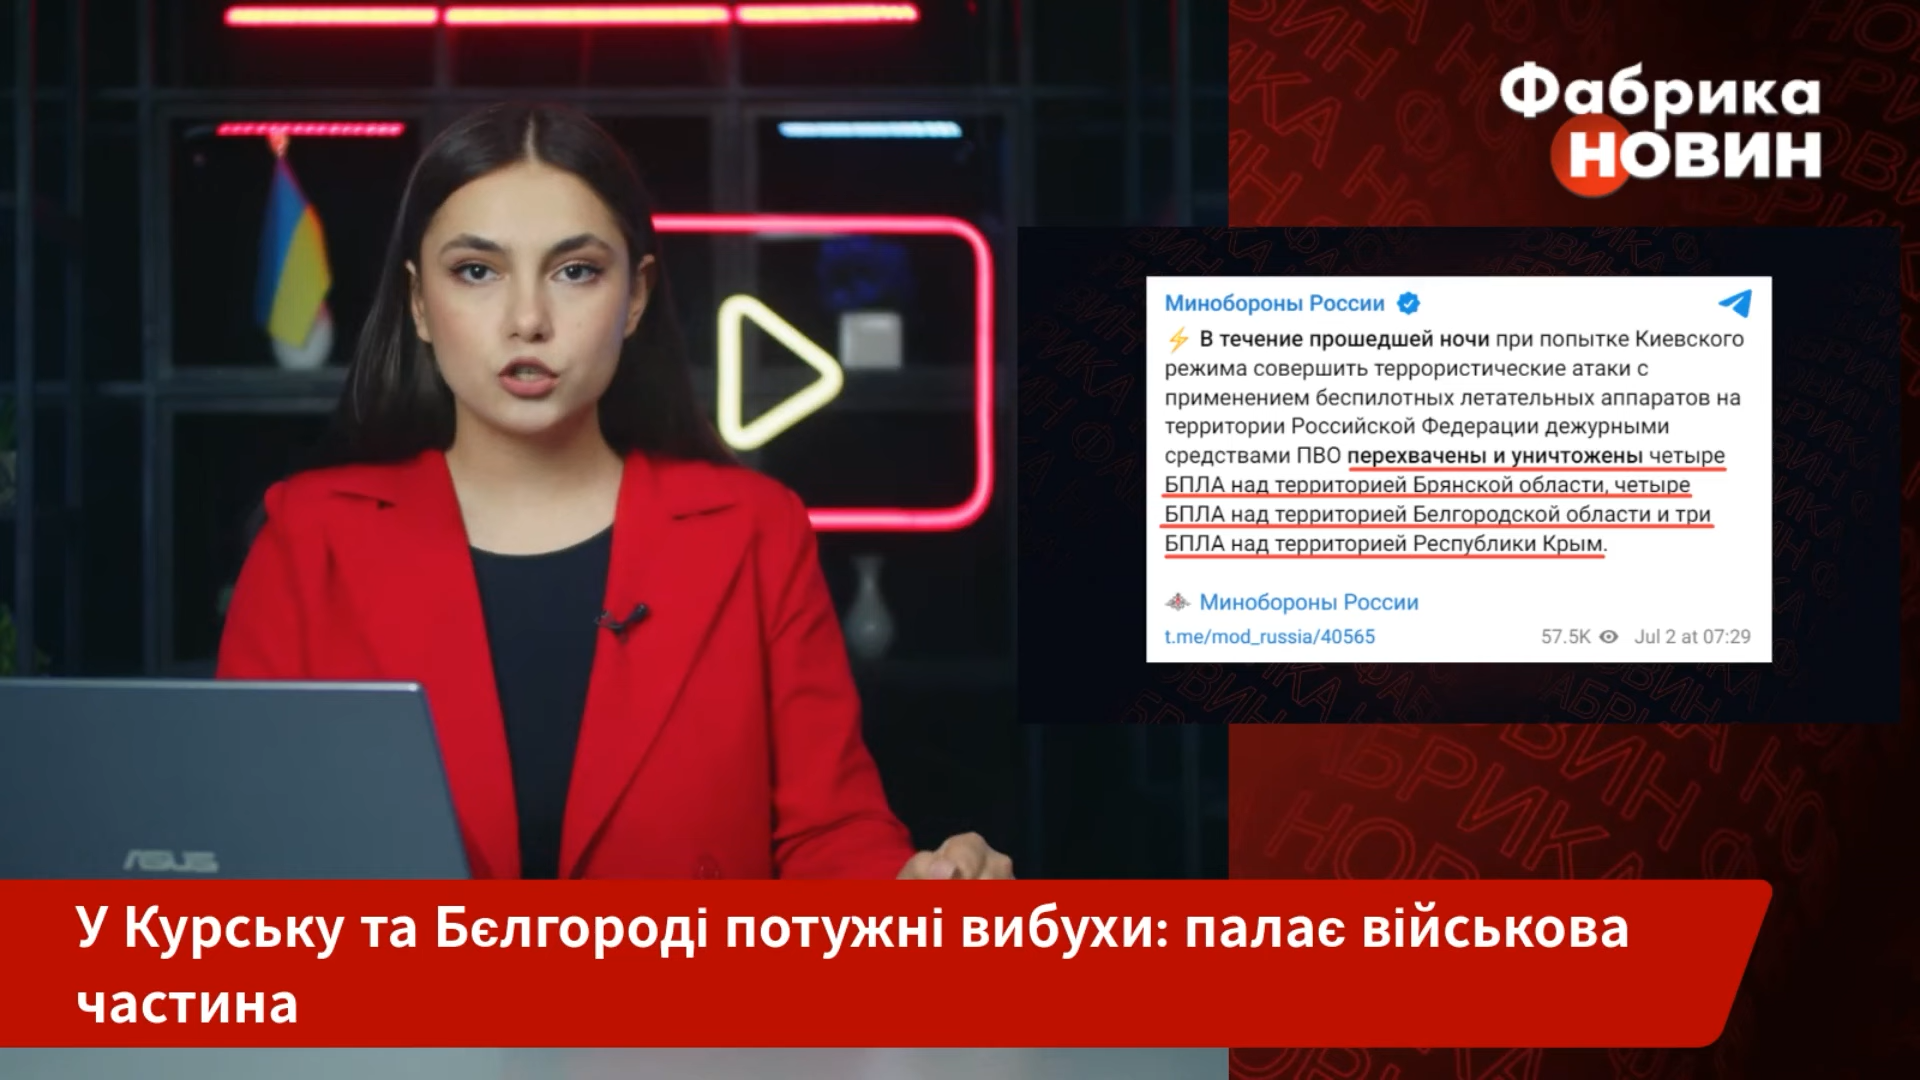 Фабрика
НОВИН
Минобороны России
⚡ В течение прошедшей ночи при попытке Киевского
режима совершить террористические атаки с
применением беспилотных летательных аппаратов на
территории Российской Федерации дежурными
средствами ПВО перехвачены и уничтожены четыре
БПЛА над территорией Брянской области, четыре
БПЛА над территорией Белгородской области и три
БПЛА над территорией Республики Крым.
Минобороны России
t.me/mod_russia/40565 57.5K Jul 2 at 07:29
ASUS
У Курську та Бєлгороді потужні вибухи: палає військова
частина